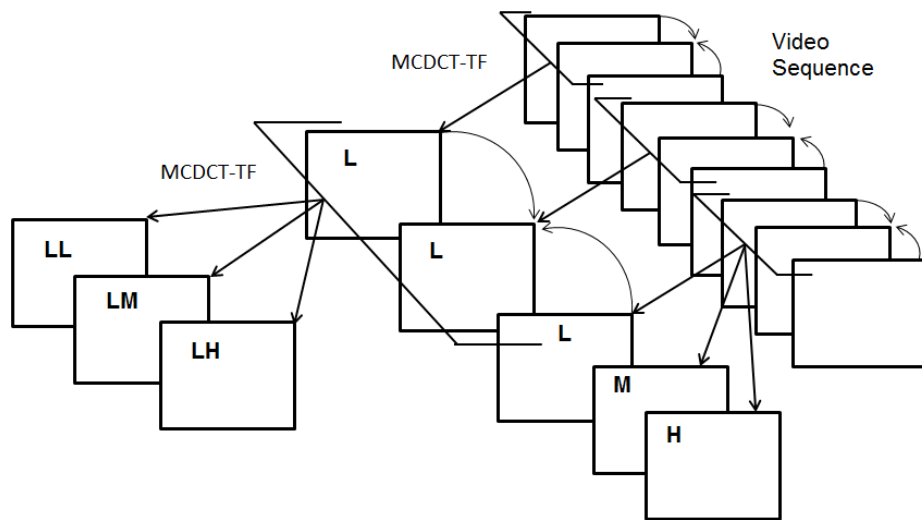 MCDCT-TF
Video
Sequence
L
MCDCT-TF
LL
L
LM
LH
L
M
H